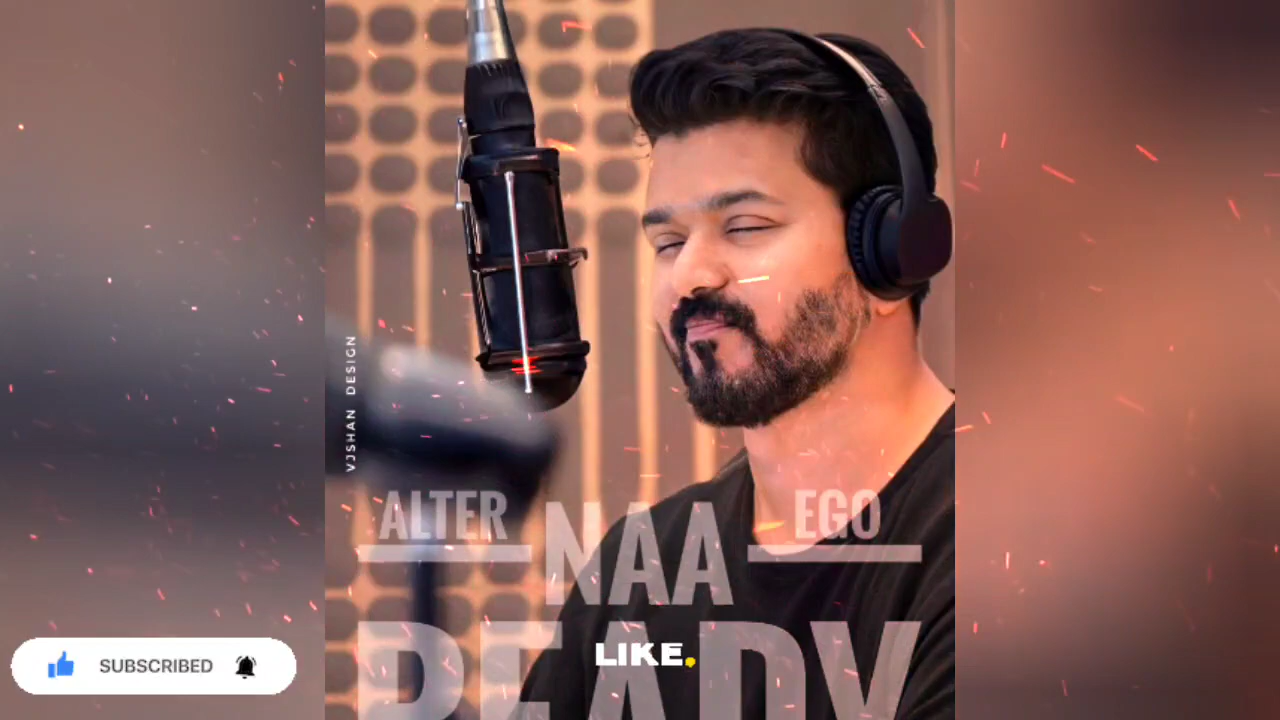 VJSHAN DESIGN
ALTER NAA EGO
READY
LIKE.
SUBSCRIBED